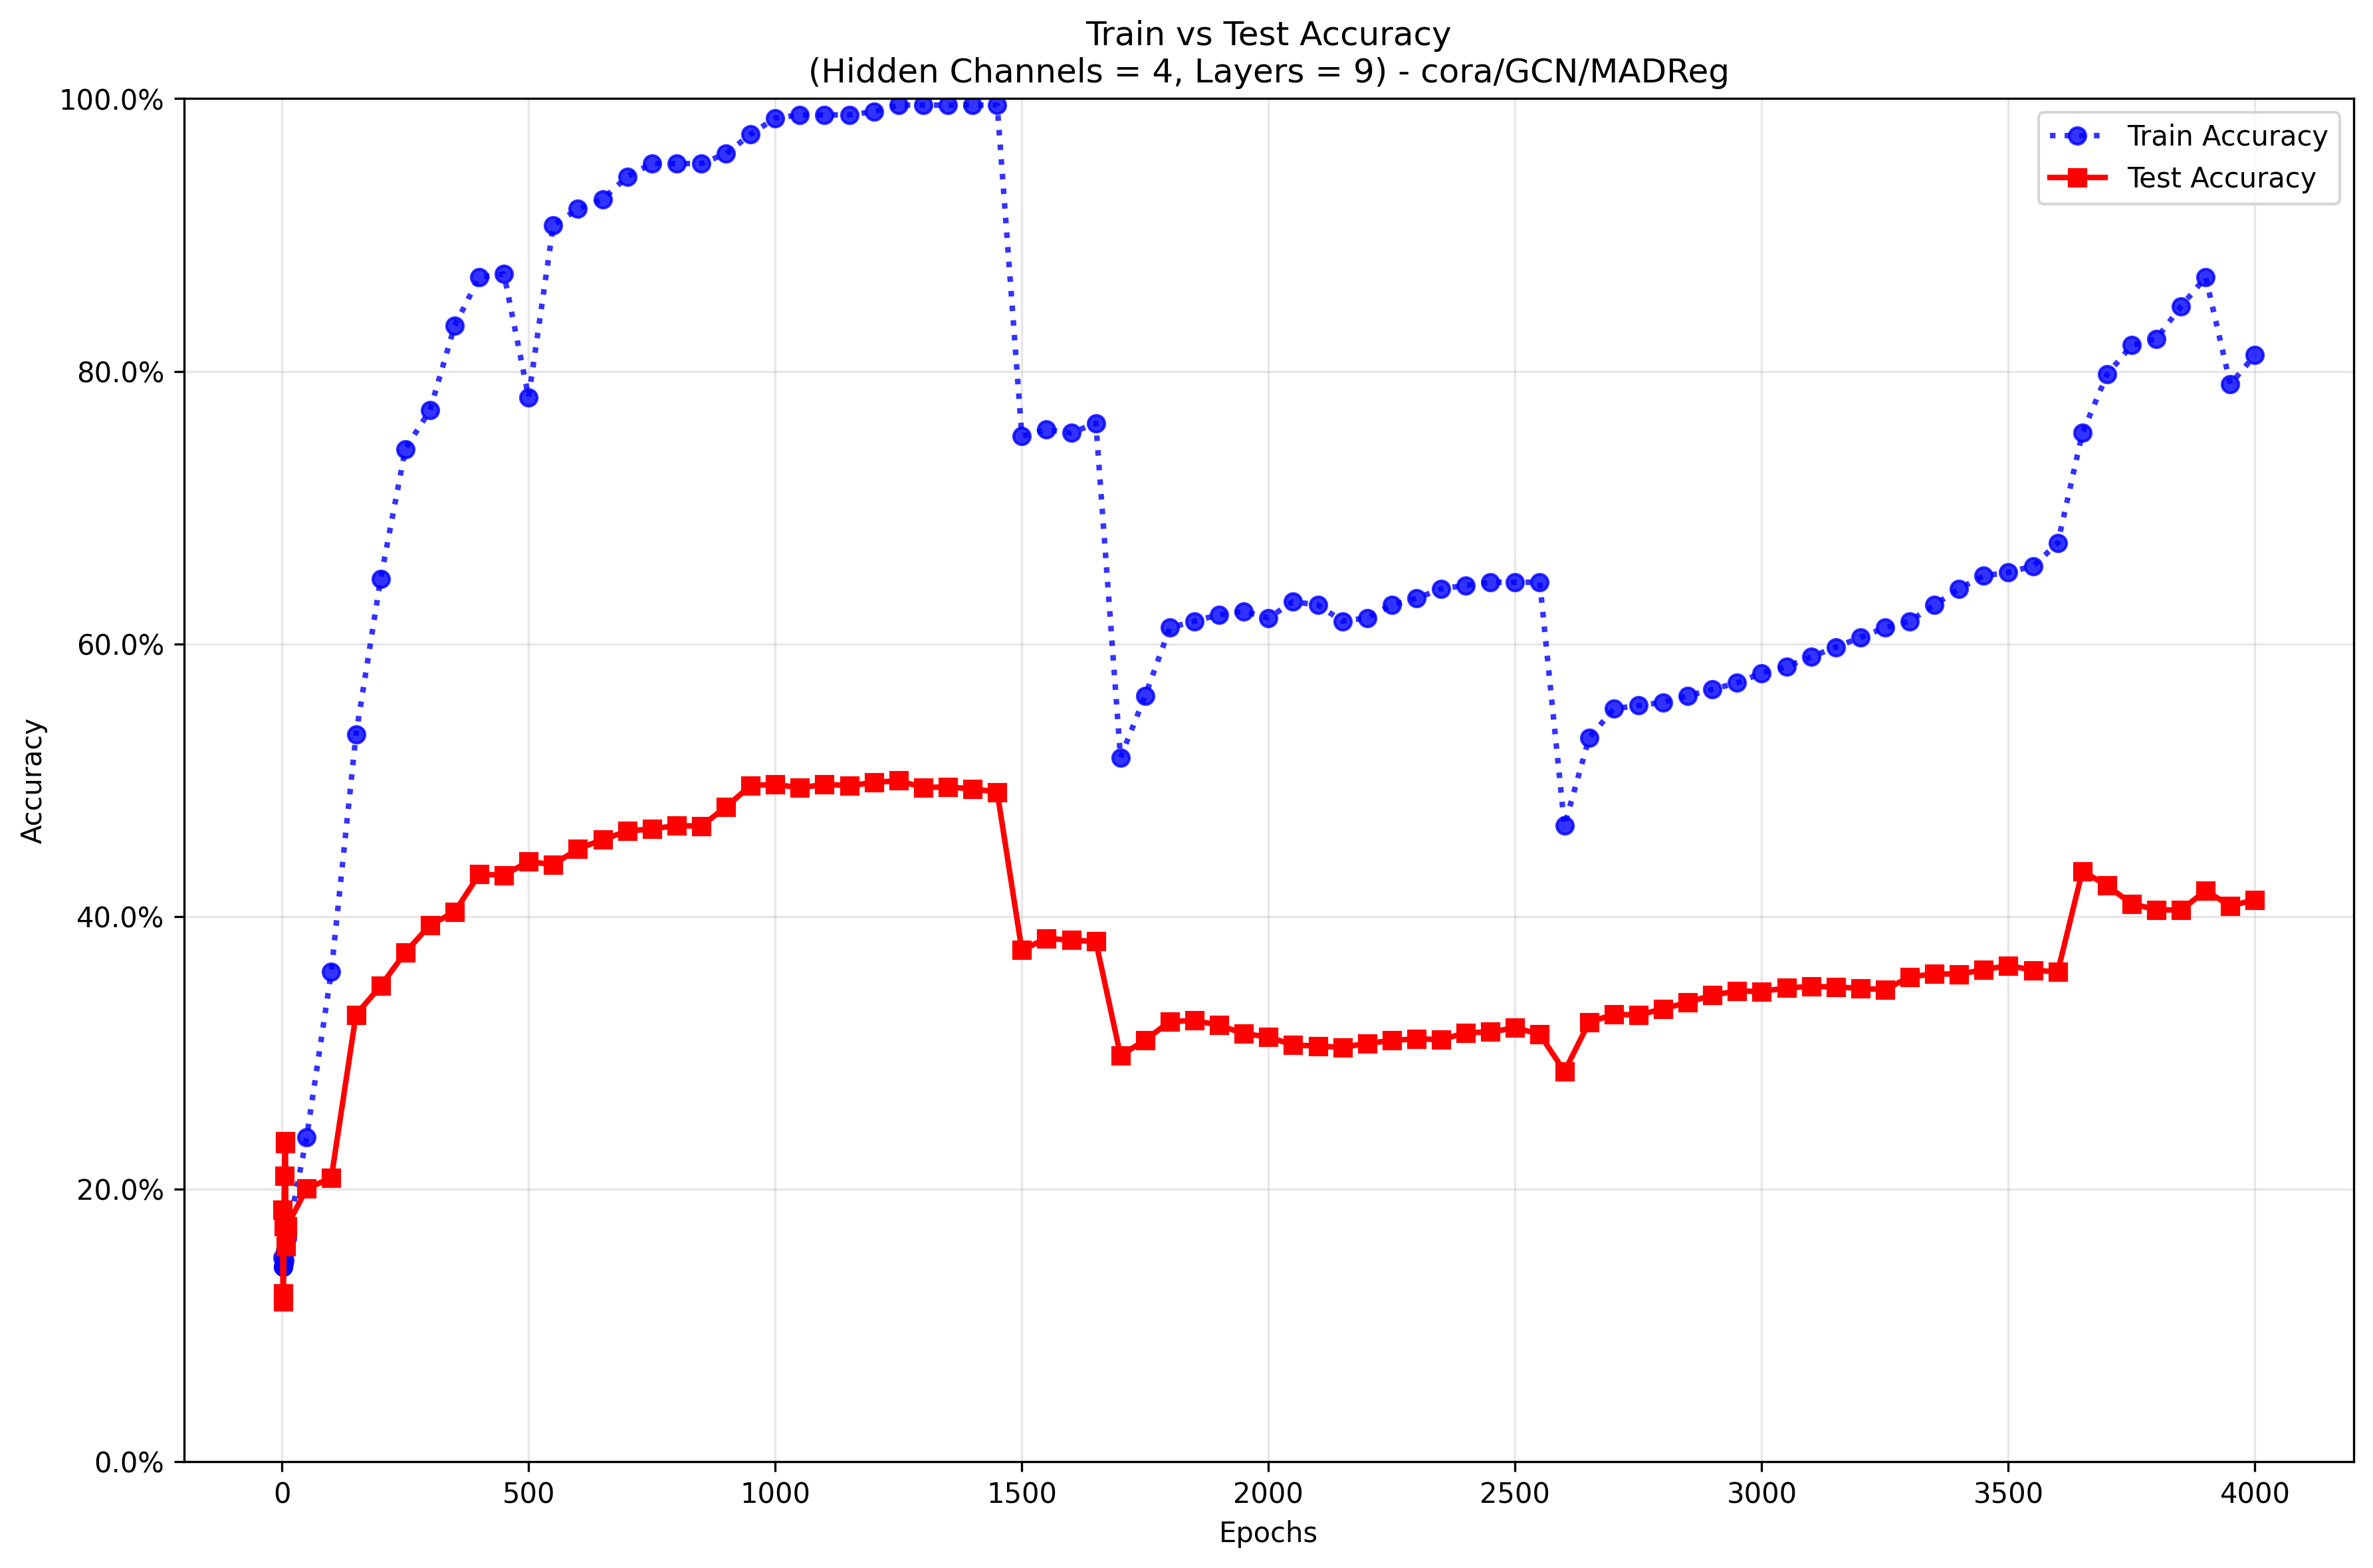 Train vs Test Accuracy
(Hidden Channels = 4, Layers = 9) - cora/GCN/MADReg
100.0%
80.0%
60.0%
40.0%
20.0%
0.0%
Accuracy
Train Accuracy
Test Accuracy
0 500 1000 1500 2000 2500 3000 3500 4000
Epochs